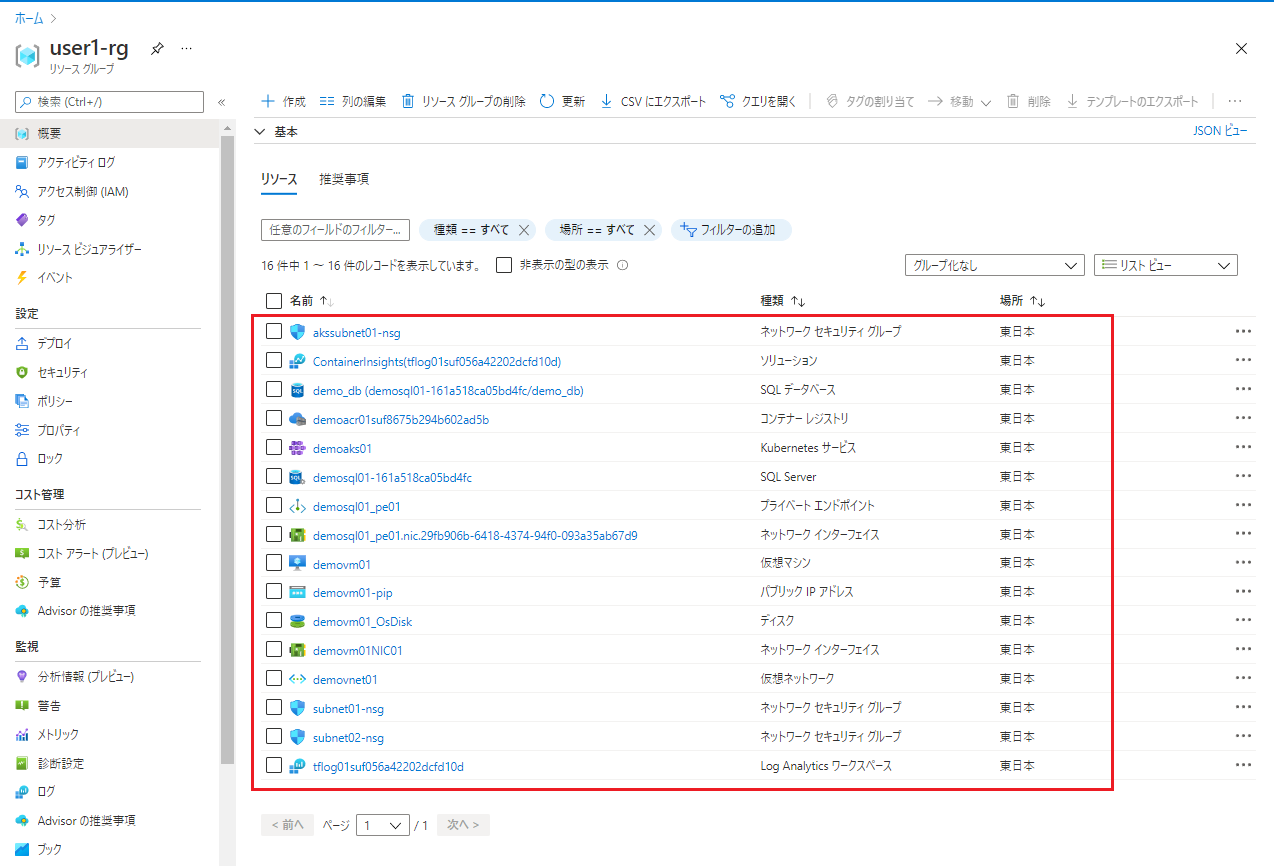 ホーム >
user1-rg ...
リソース グループ
検索 (Ctrl+/) «
作成 列の編集 リソース グループの削除 更新 CSV にエクスポート クエリを開く タグの割り当て 移動 削除 テンプレートのエクスポート ...
基本 JSON ビュー
リソース 推奨事項
任意のフィールドのフィルター... 種類 == すべて 場所 == すべて フィルターの追加
16 件中 1 ～ 16 件のレコードを表示しています。 非表示の型の表示 グループ化なし リスト ビュー
名前 ↑↓ 種類 ↑↓ 場所 ↑↓
akssubnet01-nsg ネットワーク セキュリティ グループ 東日本 ...
ContainerInsights(tflog01suf056a42202dcfd10d) ソリューション 東日本 ...
demo_db (demosql01-161a518ca05bd4fc/demo_db) SQL データベース 東日本 ...
demoacr01suf8675b294b602ad5b コンテナー レジストリ 東日本 ...
demoaks01 Kubernetes サービス 東日本 ...
demosql01-161a518ca05bd4fc SQL Server 東日本 ...
demosql01_pe01 プライベート エンドポイント 東日本 ...
demosql01_pe01.nic.29fb906b-6418-4374-94f0-093a35ab67d9 ネットワーク インターフェイス 東日本 ...
demovm01 仮想マシン 東日本 ...
demovm01-pip パブリック IP アドレス 東日本 ...
demovm01_OsDisk ディスク 東日本 ...
demovm01NIC01 ネットワーク インターフェイス 東日本 ...
demovnet01 仮想ネットワーク 東日本 ...
subnet01-nsg ネットワーク セキュリティ グループ 東日本 ...
subnet02-nsg ネットワーク セキュリティ グループ 東日本 ...
tflog01suf056a42202dcfd10d Log Analytics ワークスペース 東日本 ...
< 前へ ページ 1 / 1 次へ >
概要
アクティビティ ログ
アクセス制御 (IAM)
タグ
リソース ビジュアライザー
イベント
設定
デプロイ
セキュリティ
ポリシー
プロパティ
ロック
コスト管理
コスト分析
コスト アラート (プレビュー)
予算
Advisor の推奨事項
監視
分析情報 (プレビュー)
警告
メトリック
診断設定
ログ
Advisor の推奨事項
ブック